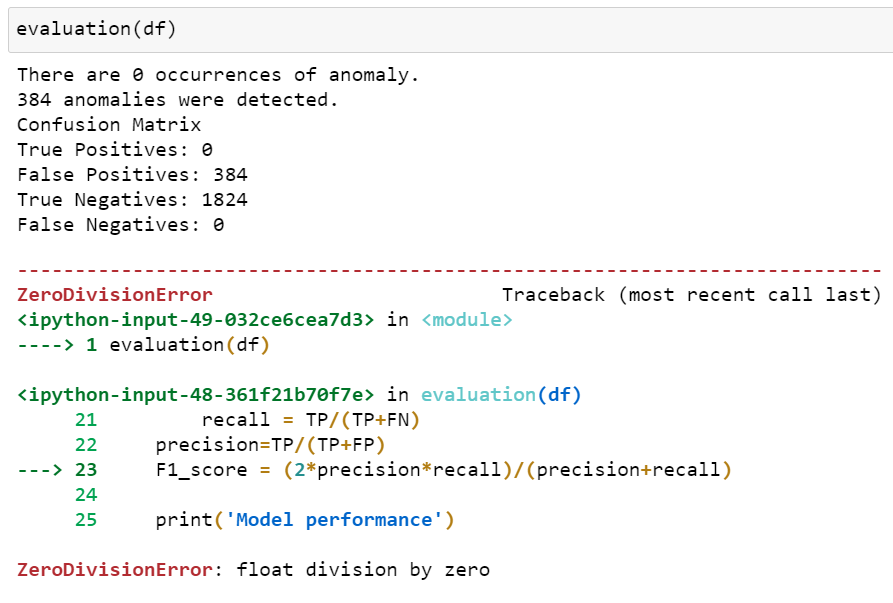 evaluation(df)
There are 0 occurrences of anomaly.
384 anomalies were detected.
Confusion Matrix
True Positives: 0
False Positives: 384
True Negatives: 1824
False Negatives: 0
---------------------------------------------------------------------------
ZeroDivisionError                         Traceback (most recent call last)
<ipython-input-49-032ce6cea7d3> in <module>
----> 1 evaluation(df)

<ipython-input-48-361f21b70f7e> in evaluation(df)
     21         recall = TP/(TP+FN)
     22     precision=TP/(TP+FP)
---> 23     F1_score = (2*precision*recall)/(precision+recall)
     24
     25     print('Model performance')

ZeroDivisionError: float division by zero